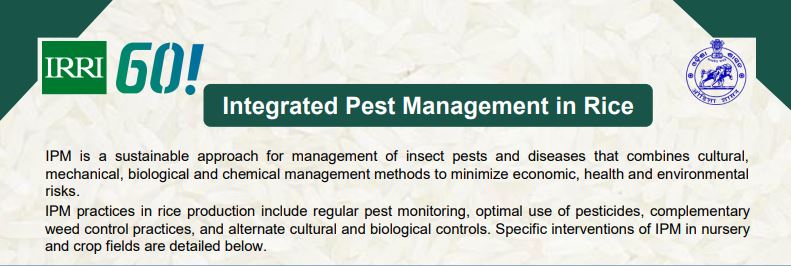 IRRI 60!
Integrated Pest Management in Rice
IPM is a sustainable approach for management of insect pests and diseases that combines cultural,
mechanical, biological and chemical management methods to minimize economic, health and environmental
risks.
IPM practices in rice production include regular pest monitoring, optimal use of pesticides, complementary
weed control practices, and alternate cultural and biological controls. Specific interventions of IPM in nursery
and crop fields are detailed below.